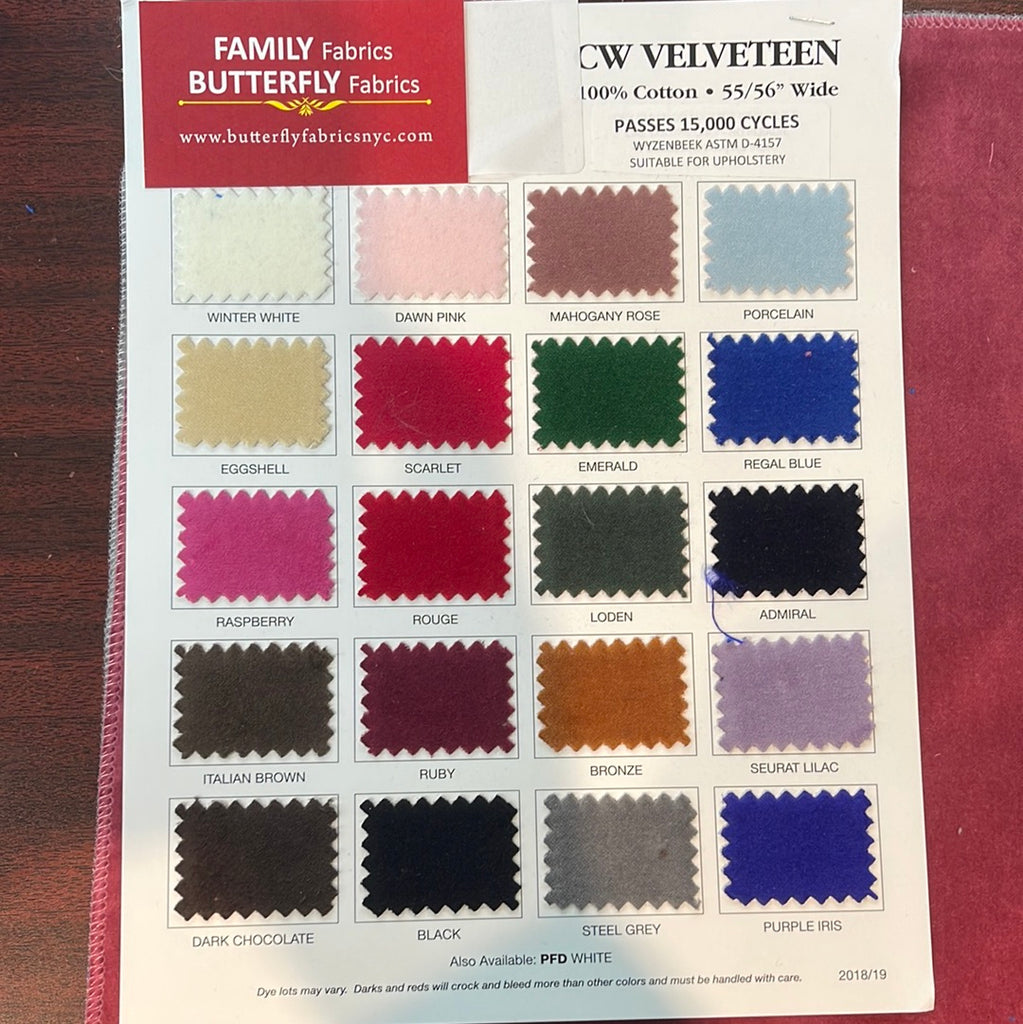 FAMILY Fabrics
BUTTERFLY Fabrics
www.butterflyfabricsnyc.com
CW VELVETEEN
100% Cotton • 55/56” Wide
PASSES 15,000 CYCLES
WYZENBEEK ASTM D-4157
SUITABLE FOR UPHOLSTERY
WINTER WHITE
DAWN PINK
MAHOGANY ROSE
PORCELAIN
EGGSHELL
SCARLET
EMERALD
REGAL BLUE
RASPBERRY
ROUGE
LODEN
ADMIRAL
ITALIAN BROWN
RUBY
BRONZE
SEURAT LILAC
DARK CHOCOLATE
BLACK
STEEL GREY
PURPLE IRIS
Also Available: PFD WHITE
Dye lots may vary. Darks and reds will crock and bleed more than other colors and must be handled with care.
2018/19